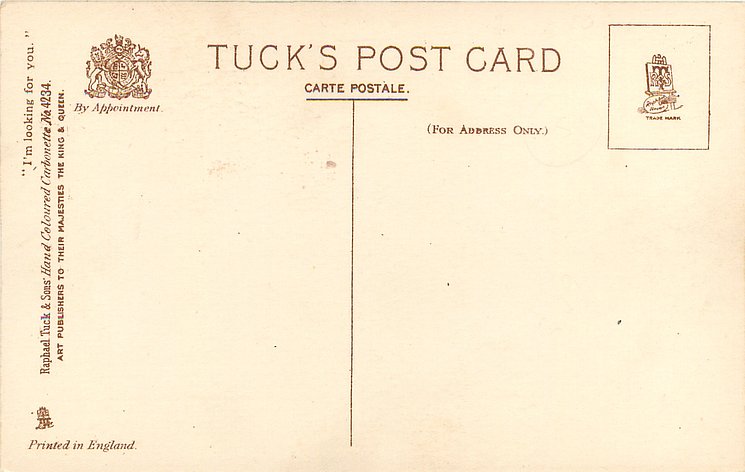 TUCK'S POST CARD
CARTE POSTALE.
By Appointment.
(FOR ADDRESS ONLY.)
TRADE MARK
"I'm looking for you."
Raphael Tuck & Sons' Hand Coloured Carbonette No 4234.
ART PUBLISHERS TO THEIR MAJESTIES THE KING & QUEEN.
Printed in England.